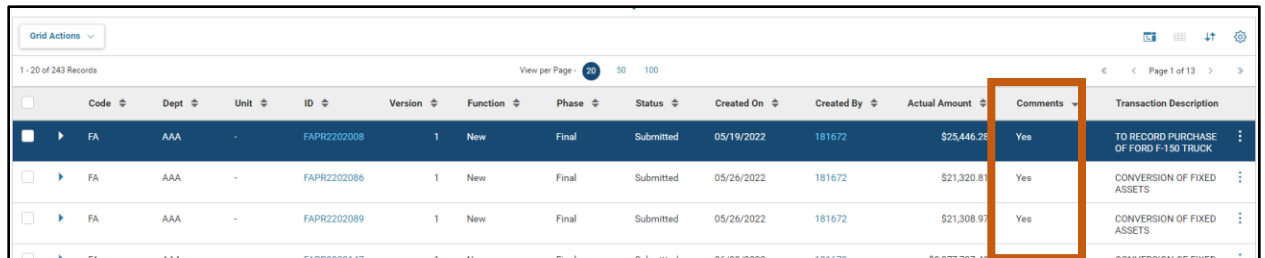 Grid Actions
1 - 20 of 243 Records View per Page - 20 50 100 Page 1 of 13
Code Dept Unit ID Version Function Phase Status Created On Created By Actual Amount Comments Transaction Description
FA AAA - FAPR2202008 1 New Final Submitted 05/19/2022 181672 $25,446.28 Yes TO RECORD PURCHASE
OF FORD F-150 TRUCK
FA AAA - FAPR2202086 1 New Final Submitted 05/26/2022 181672 $21,320.81 Yes CONVERSION OF FIXED
ASSETS
FA AAA - FAPR2202089 1 New Final Submitted 05/26/2022 181672 $21,308.97 Yes CONVERSION OF FIXED
ASSETS